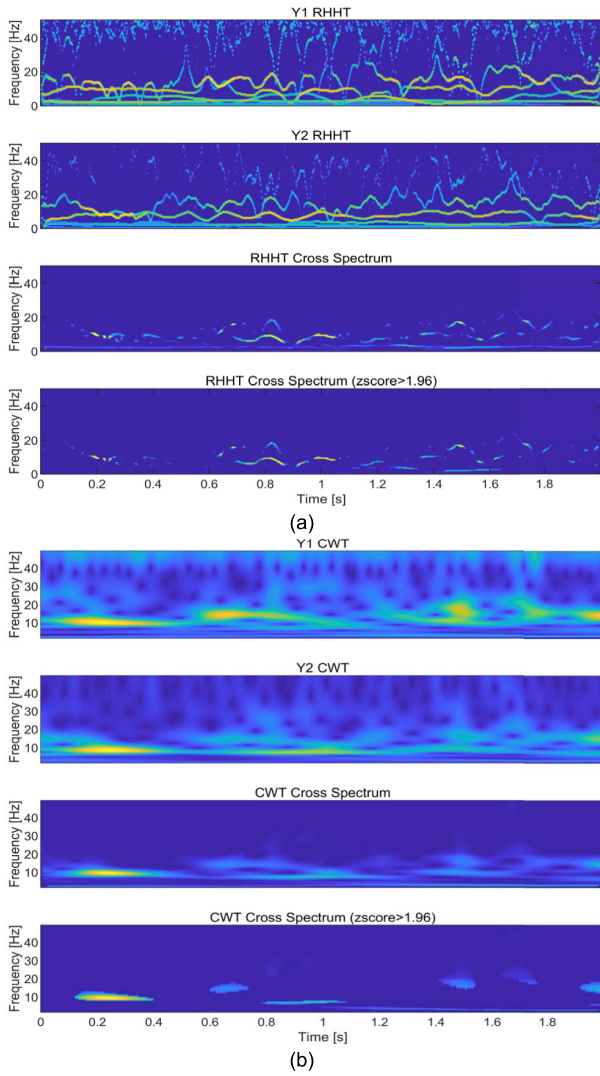 Y1 RHHT
Frequency [Hz]
40
20
0
Y2 RHHT
Frequency [Hz]
40
20
0
RHHT Cross Spectrum
Frequency [Hz]
40
20
0
RHHT Cross Spectrum (zscore>1.96)
Frequency [Hz]
40
20
0
0 0.2 0.4 0.6 0.8 1 1.2 1.4 1.6 1.8
Time [s]
(a)
Y1 CWT
Frequency [Hz]
40
30
20
10
Y2 CWT
Frequency [Hz]
40
30
20
10
CWT Cross Spectrum
Frequency [Hz]
40
30
20
10
CWT Cross Spectrum (zscore>1.96)
Frequency [Hz]
40
30
20
10
0 0.2 0.4 0.6 0.8 1 1.2 1.4 1.6 1.8
Time [s]
(b)